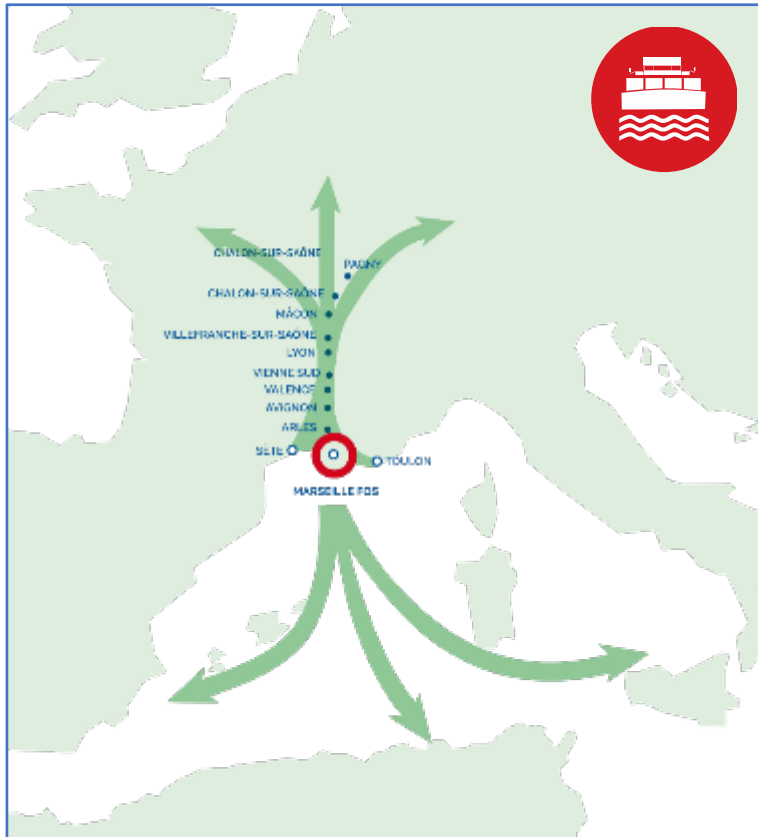 CHALON-SUR-SAÔNE
PAGNY
CHALON-SUR-SAÔNE
MÂCON
VILLEFRANCHE-SUR-SAÔNE
LYON
VIENNE SUD
VALENCE
AVIGNON
ARLES
SÈTE
TOULON
MARSEILLE FOS